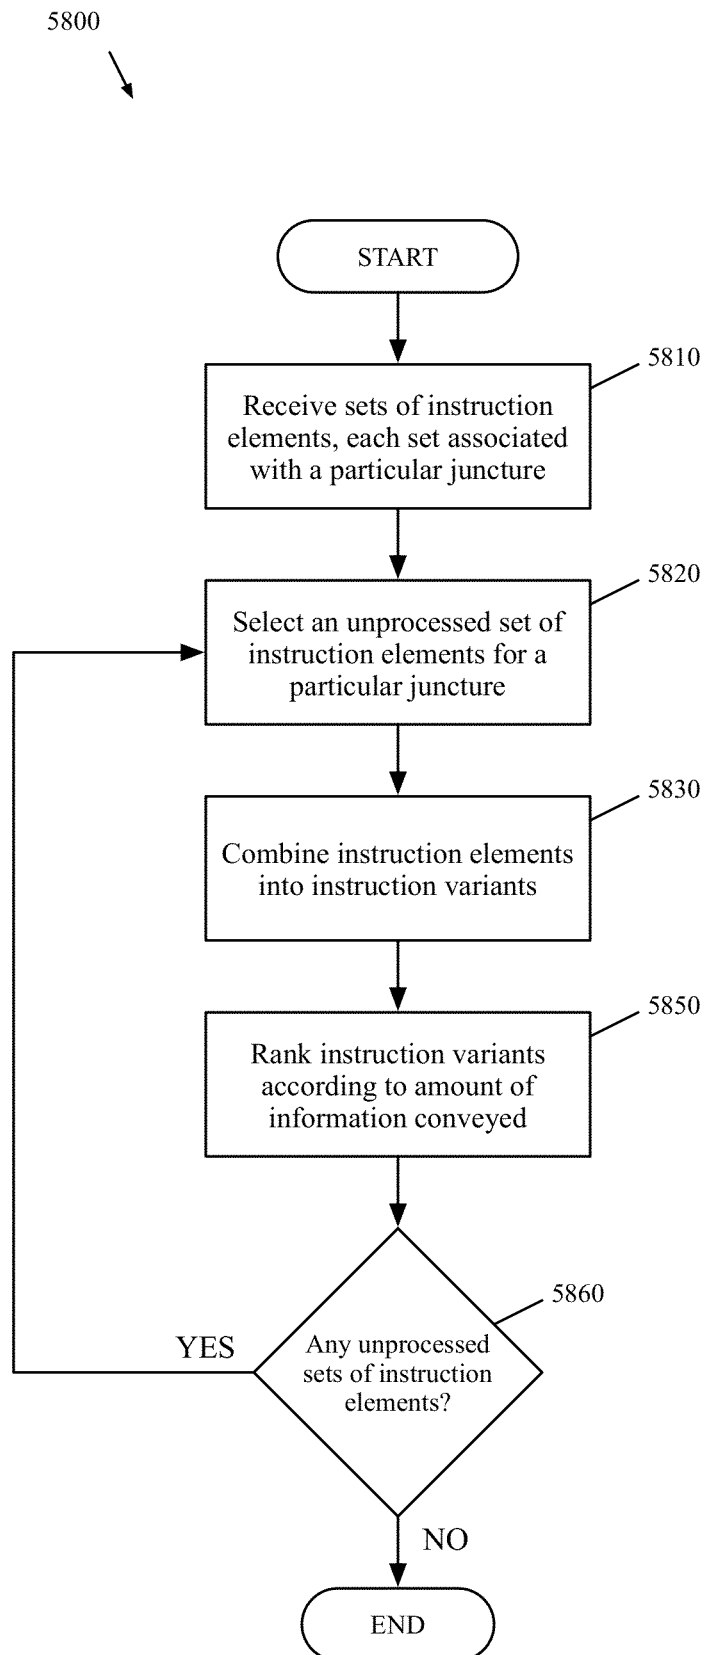 5800
START
5810
Receive sets of instruction
elements, each set associated
with a particular juncture
5820
Select an unprocessed set of
instruction elements for a
particular juncture
5830
Combine instruction elements
into instruction variants
5850
Rank instruction variants
according to amount of
information conveyed
5860
YES
Any unprocessed
sets of instruction
elements?
NO
END